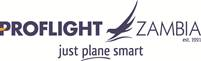 PROFLIGHT ZAMBIA
est. 1991
just plane smart